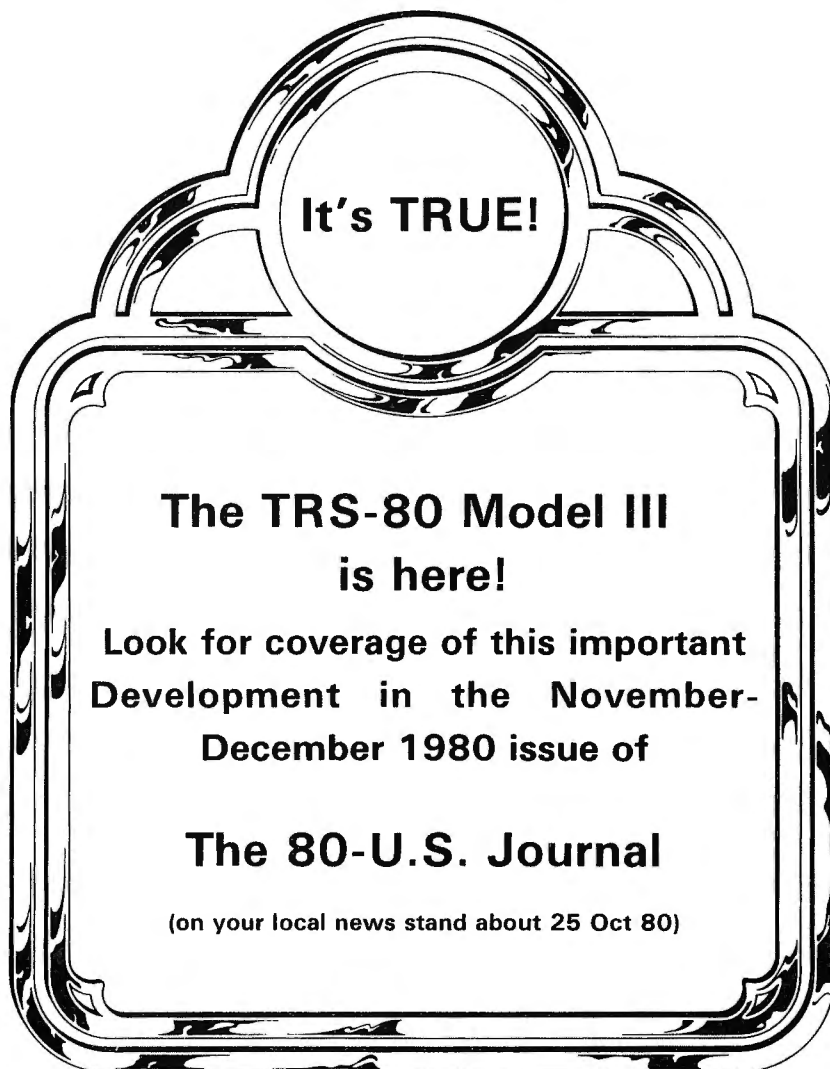 It's TRUE!
The TRS-80 Model III
is here!
Look for coverage of this important
Development in the November-
December 1980 issue of
The 80-U.S. Journal
(on your local news stand about 25 Oct 80)